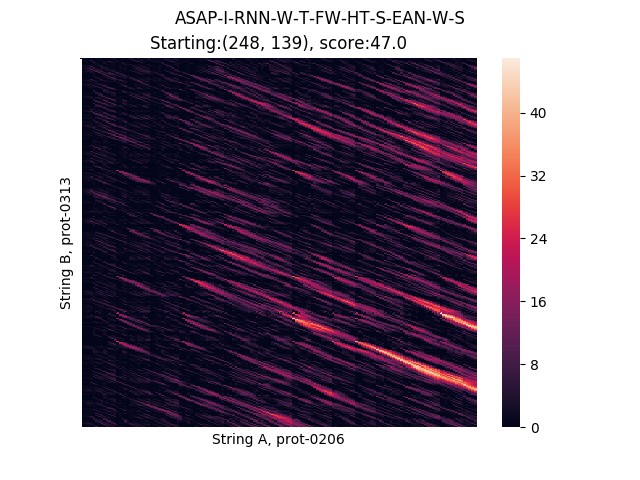 ASAP-I-RNN-W-T-FW-HT-S-EAN-W-S
Starting:(248, 139), score:47.0
String B, prot-0313
String A, prot-0206
40
32
24
16
8
0